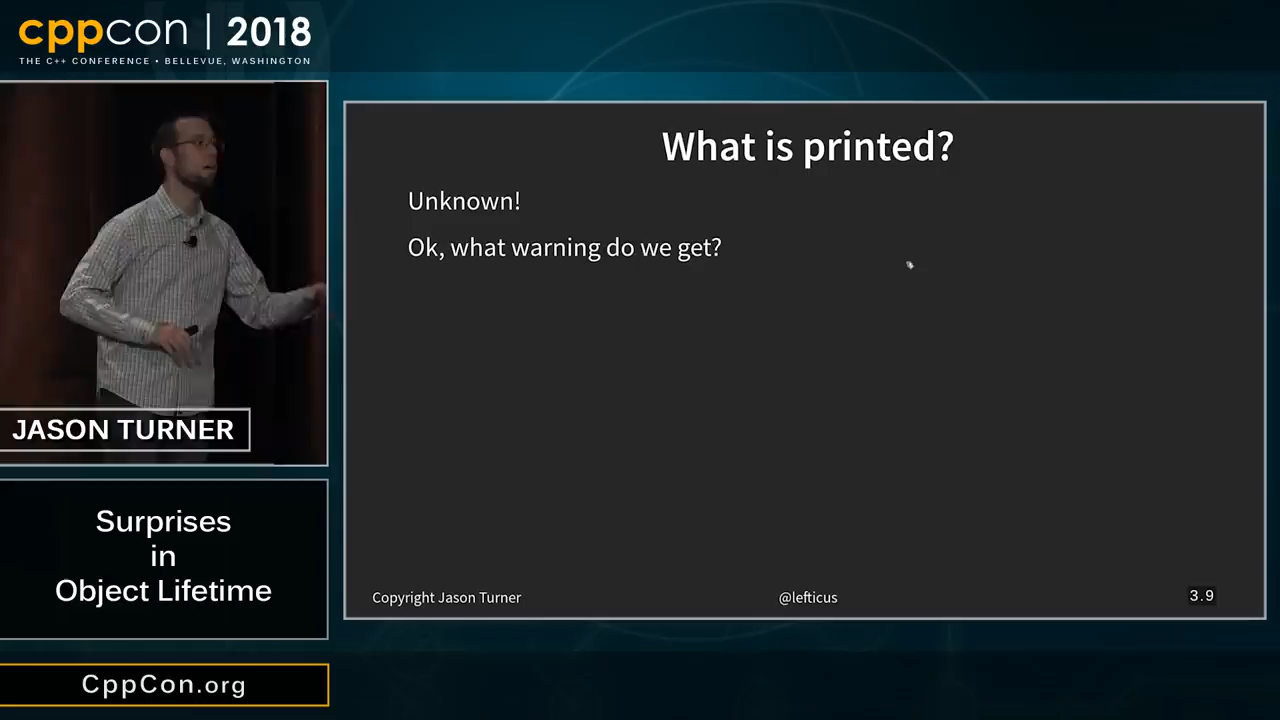 cppcon | 2018
THE C++ CONFERENCE • BELLEVUE, WASHINGTON
JASON TURNER
Surprises
in
Object Lifetime
CppCon.org
What is printed?
Unknown!
Ok, what warning do we get?
Copyright Jason Turner
@lefticus
3.9